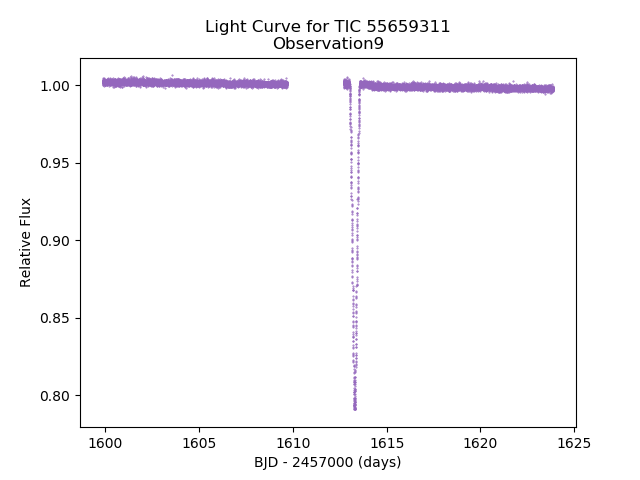 Light Curve for TIC 55659311
Observation9
1.00
0.95
0.90
0.85
0.80
Relative Flux
1600 1605 1610 1615 1620 1625
BJD - 2457000 (days)